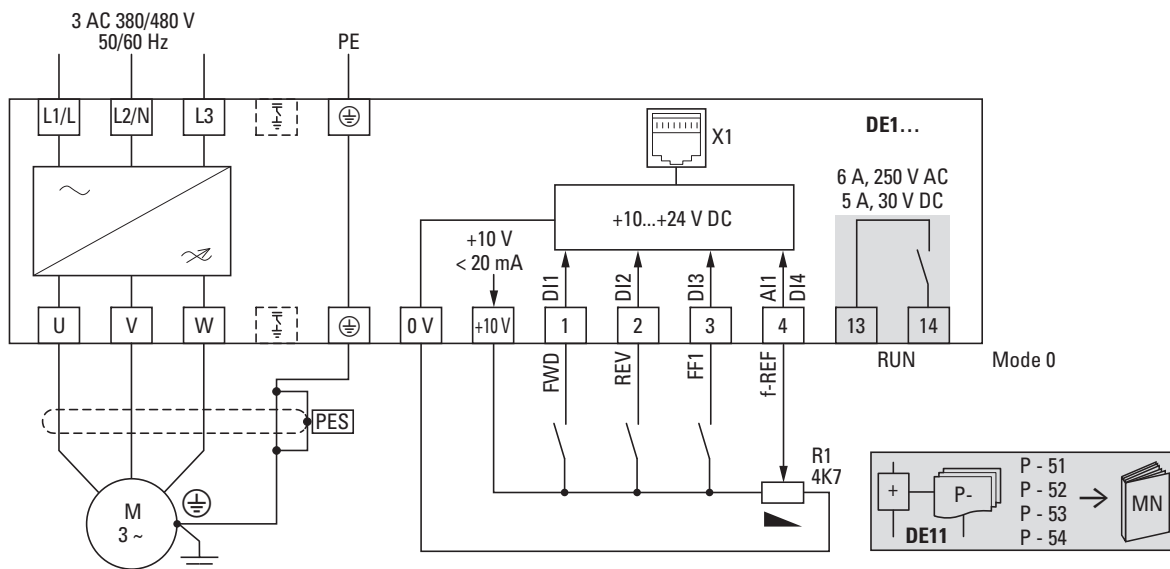 3 AC 380/480 V
50/60 Hz
PE
L1/L
L2/N
L3
X1
DE1...
6 A, 250 V AC
5 A, 30 V DC
+10...+24 V DC
+10 V
< 20 mA
DI1
DI2
DI3
AI1
DI4
U
V
W
0 V
+10 V
1
2
3
4
13
14
FWD
REV
FF1
f-REF
RUN
Mode 0
PES
R1
4K7
M
3 ~
+
P-
DE11
P - 51
P - 52
P - 53
P - 54
MN